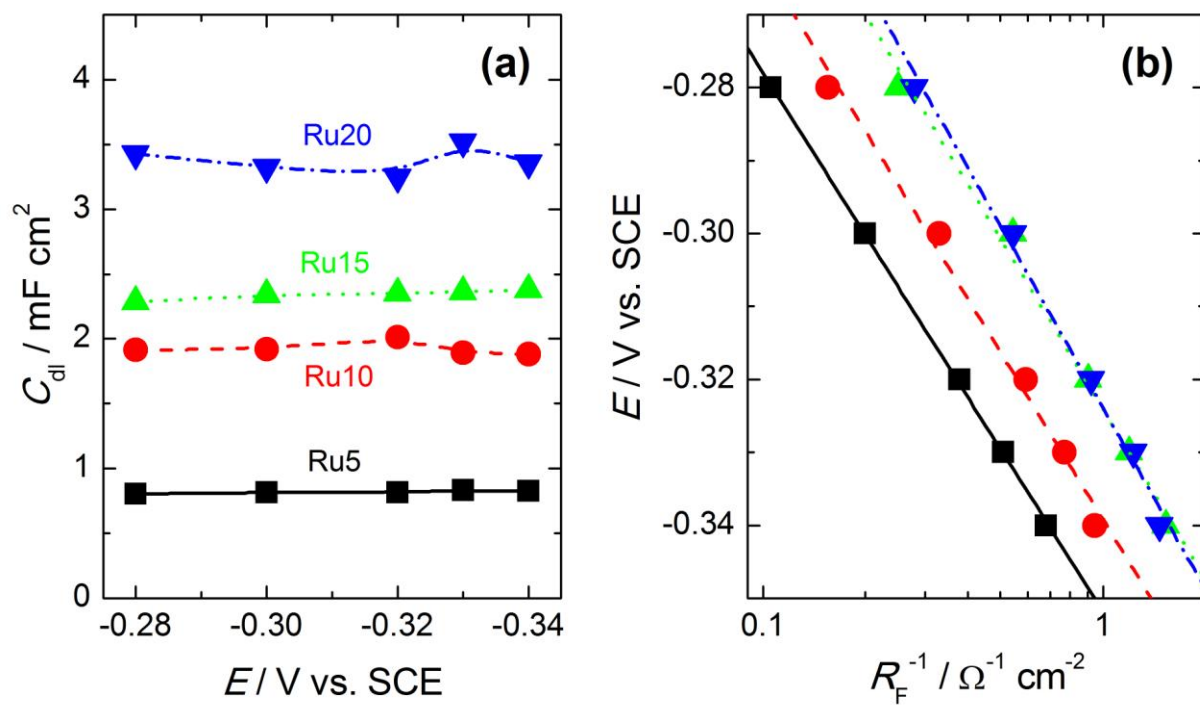 (a)
4
3
2
1
0
C_dl / mF cm^2
Ru20
Ru15
Ru10
Ru5
-0.28 -0.30 -0.32 -0.34
E / V vs. SCE
(b)
-0.28
-0.30
-0.32
-0.34
E / V vs. SCE
0.1 1
R_F^-1 / Ω^-1 cm^-2